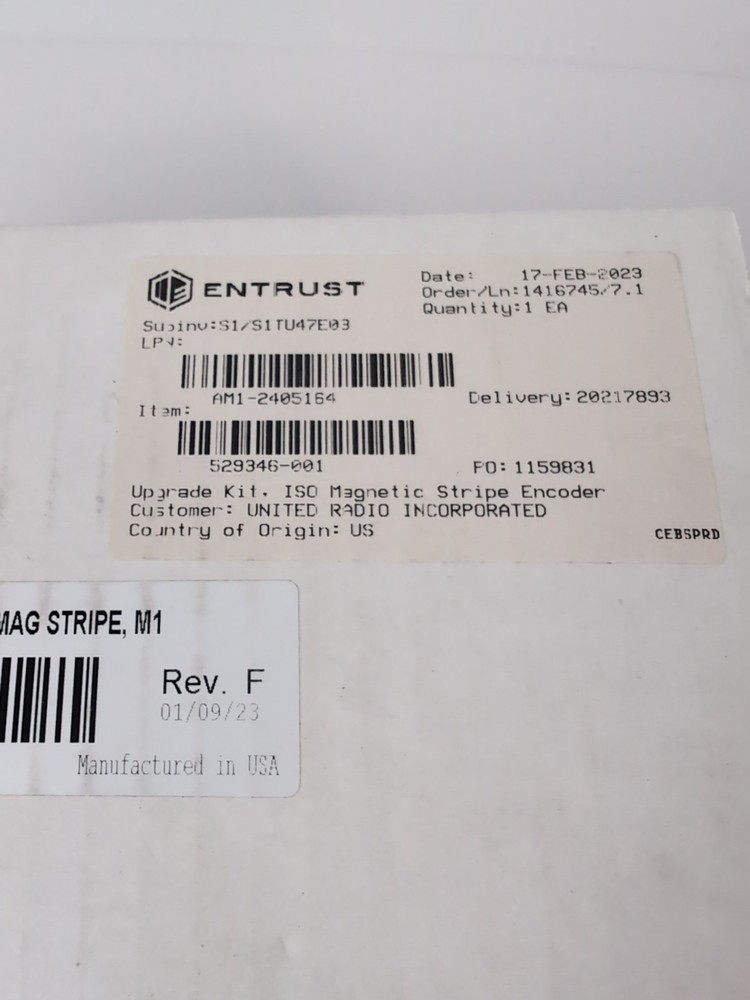 ENTRUST
Date: 17-FEB-2023
Order/Ln:1416745/7.1
Quantity:1 EA
Subinv:S1/S1TU47E03
LPN:
AM1-2405164
Delivery:20217893
Item:
529346-001
PO:1159831
Upgrade Kit, ISO Magnetic Stripe Encoder
Customer: UNITED RADIO INCORPORATED
Country of Origin: US
CEBSPRD
MAG STRIPE, M1
Rev. F
01/09/23
Manufactured in USA